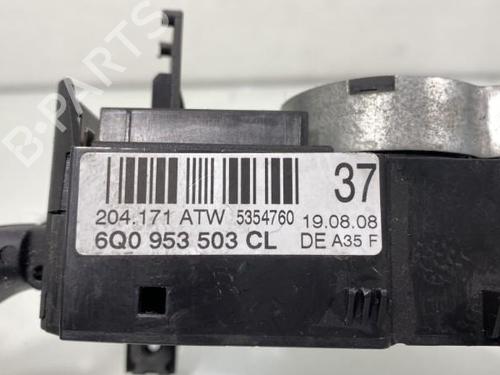 B-PARTS
37
204.171 ATW 5354760 19.08.08
6Q0 953 503 CL DE A35 F